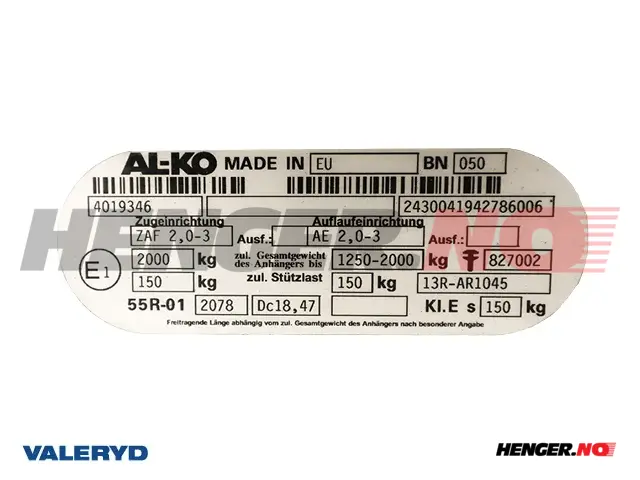 AL-KO MADE IN EU BN 050
4019346 2430041942786006
Zugeinrichtung Auflaufeinrichtung
ZAF 2,0-3 Ausf.: AE 2,0-3 Ausf.:
E1 2000 kg zul. Gesamtgewicht des Anhängers bis 1250-2000 kg 827002
150 kg zul. Stützlast 150 kg 13R-AR1045
55R-01 2078 Dc18,47 KI.E s 150 kg
Freitragende Länge abhängig vom zul. Gesamtgewicht des Anhängers nach besonderer Angabe
HENGER.NO
VALERYD HENGER.NO